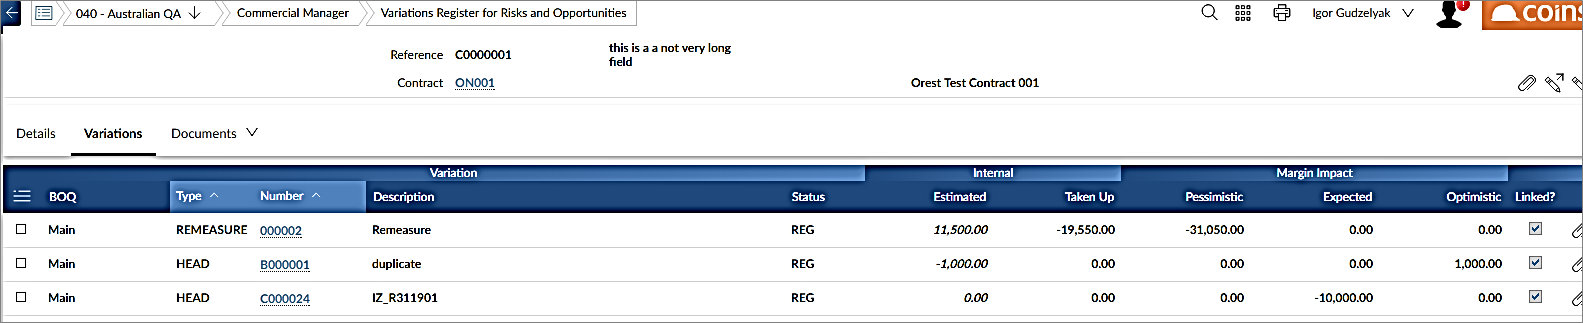 040 - Australian QA Commercial Manager Variations Register for Risks and Opportunities Igor Gudzelyak coins
Reference C0000001 this is a a not very long
field
Contract ON001 Orest Test Contract 001
Details Variations Documents
Variation Internal Margin Impact
BOQ Type Number Description Status Estimated Taken Up Pessimistic Expected Optimistic Linked?
Main REMEASURE 000002 Remeasure REG 11,500.00 -19,550.00 -31,050.00 0.00 0.00
Main HEAD B000001 duplicate REG -1,000.00 0.00 0.00 0.00 1,000.00
Main HEAD C000024 IZ_R311901 REG 0.00 0.00 0.00 -10,000.00 0.00